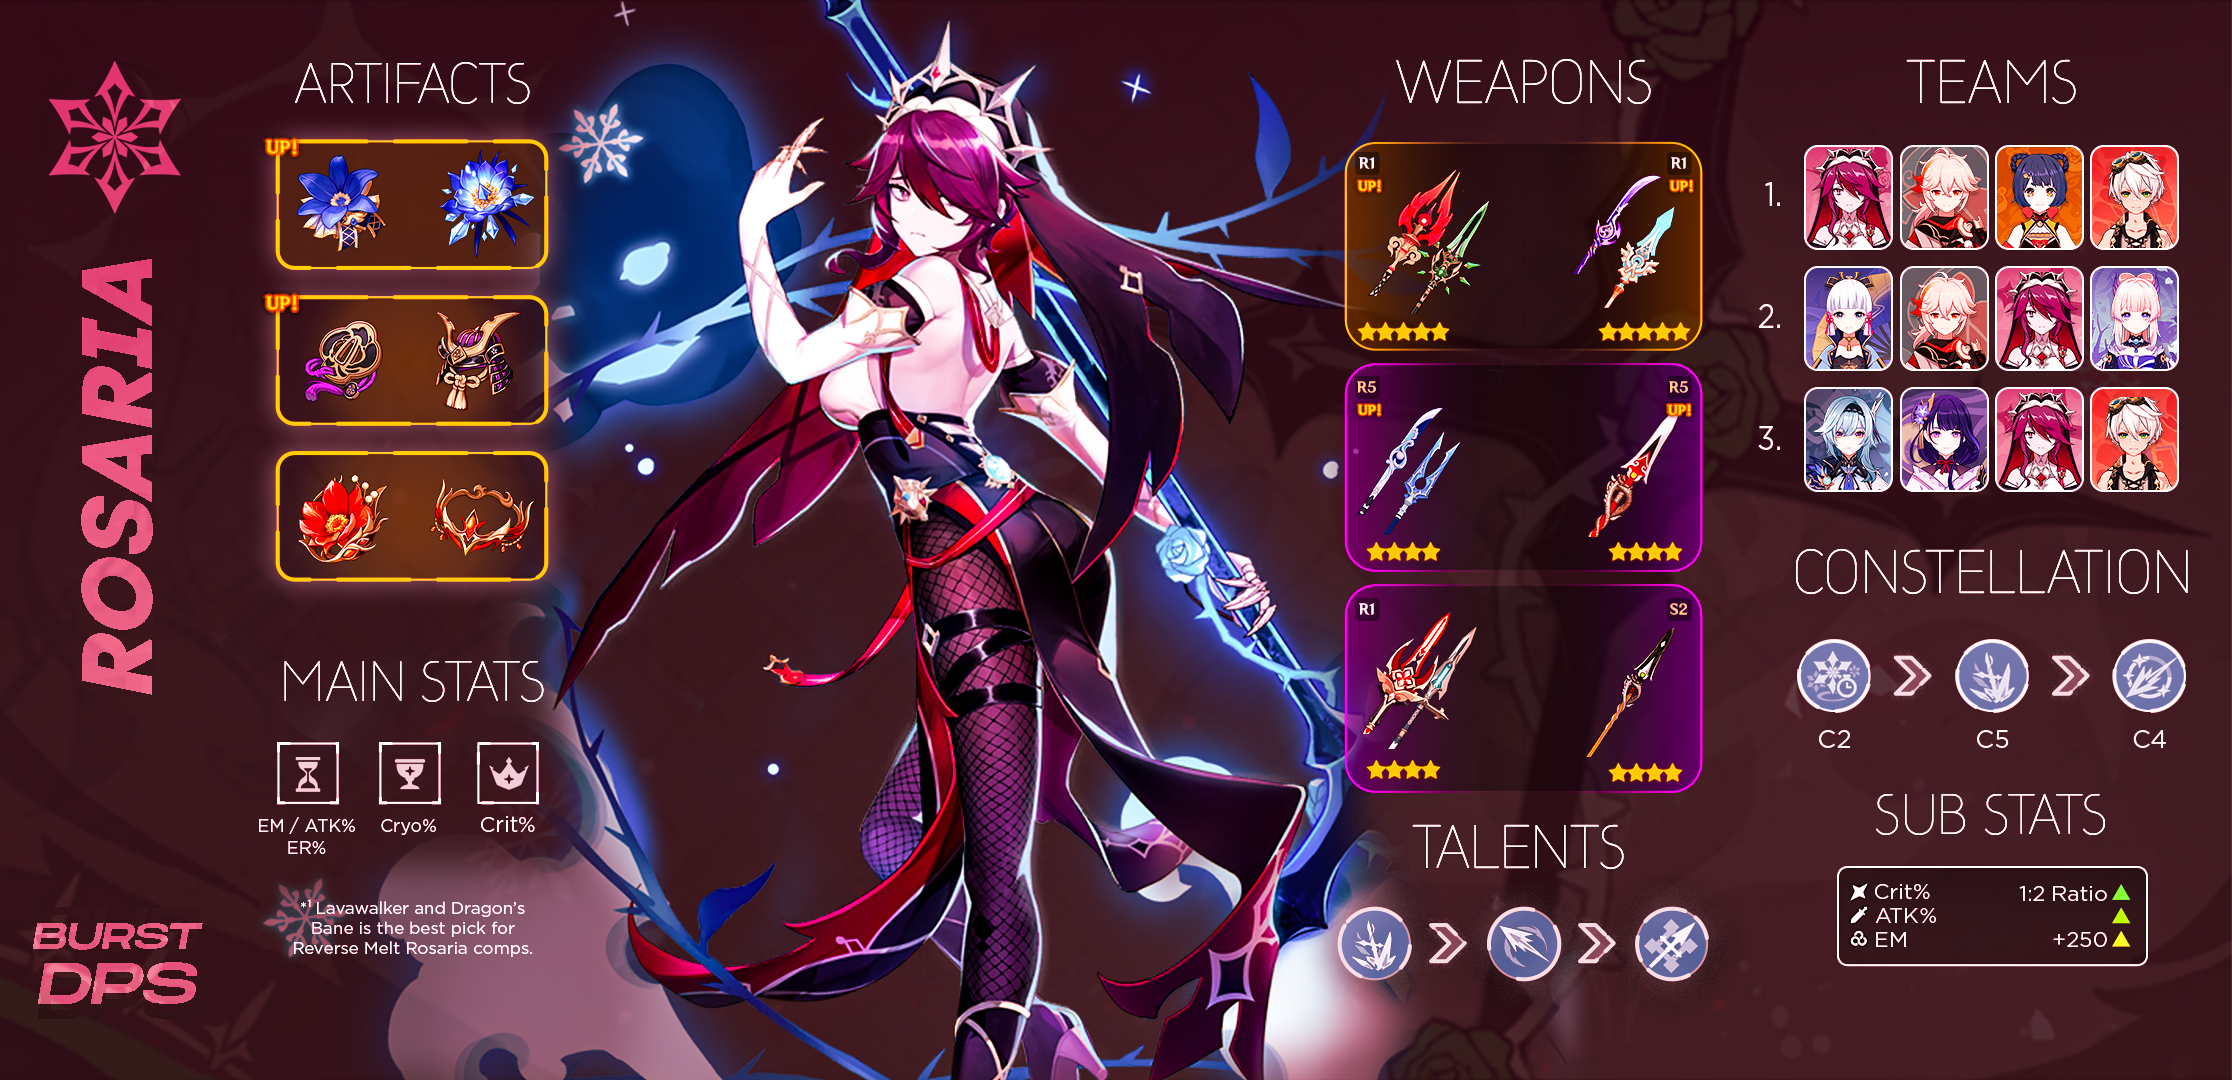 ROSARIA
BURST
DPS
ARTIFACTS
UP!
UP!
MAIN STATS
EM / ATK%
ER%
Cryo%
Crit%
*¹ Lavawalker and Dragon's
Bane is the best pick for
Reverse Melt Rosaria comps.
WEAPONS
R1
UP!
R1
UP!
R5
UP!
R5
UP!
R1
S2
TALENTS
TEAMS
1.
2.
3.
CONSTELLATION
C2
C5
C4
SUB STATS
Crit% 1:2 Ratio
ATK%
EM +250